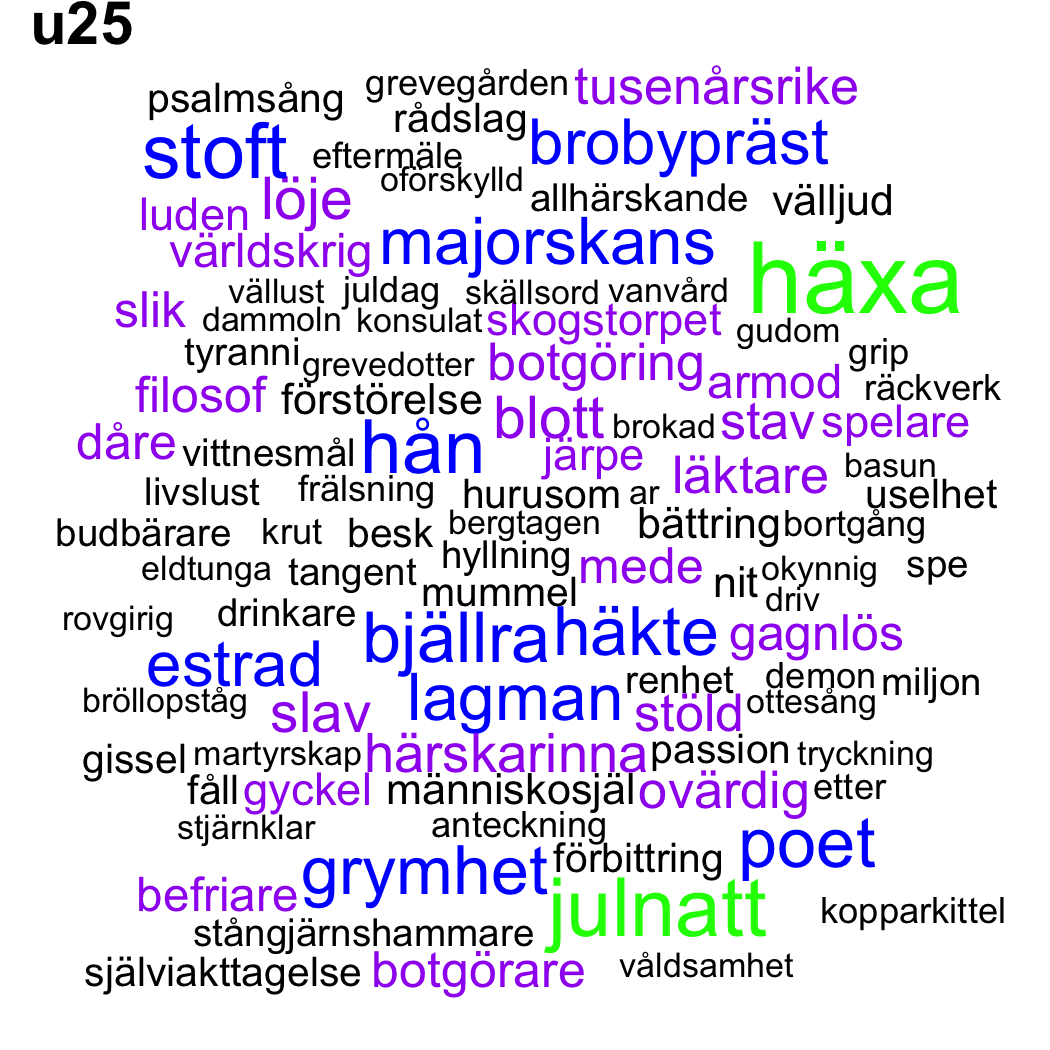 u25
psalmsång grevegården tusenårsrike
rådslag
stoft eftermäle brobypräst
oförskylld
luden löje allhärskande välljud
världskrig majorskans häxa
vällust juldag skällsord vanvård
slik dammoln konsulat skogstorpet gudom
tyranni grevedotter botgöring grip
filosof förstörelse armod räckverk
blott brokad stav spelare
dåre vittnesmål hån järpe läktare basun
livslust frälsning hurusom ar uselhet
budbärare krut besk bergtagen bättring bortgång
eldtunga tangent hyllning mede nit okynnig spe
mummel driv
rovgirig drinkare bjällra häkte gagnlös
estrad lagman renhet demon miljon
bröllopståg slav stöld ottesång
gissel martyrskap härskarinna passion tryckning
fåll gyckel människosjäl ovärdig etter
stjärnklar anteckning
grymhet förbittring poet
befriare julnatt kopparkittel
stångjärnshammare
själviakttagelse botgörare våldsamhet